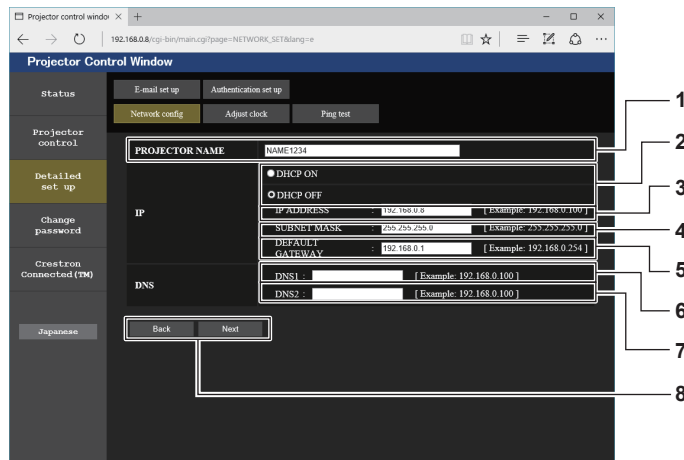 Projector control windo
192.168.0.8/cgi-bin/main.cgi?page=NETWORK_SET&lang=e
Projector Control Window
Status
Projector
control
Detailed
set up
Change
password
Crestron
Connected(TM)
Japanese
E-mail set up Authentication set up
Network config Adjust clock Ping test
PROJECTOR NAME NAME1234
IP
DHCP ON
DHCP OFF
IP ADDRESS : 192.168.0.8 [ Example: 192.168.0.100 ]
SUBNET MASK : 255.255.255.0 [ Example: 255.255.255.0 ]
DEFAULT
GATEWAY : 192.168.0.1 [ Example: 192.168.0.254 ]
DNS
DNS1 : [ Example: 192.168.0.100 ]
DNS2 : [ Example: 192.168.0.100 ]
Back Next
1
2
3
4
5
6
7
8